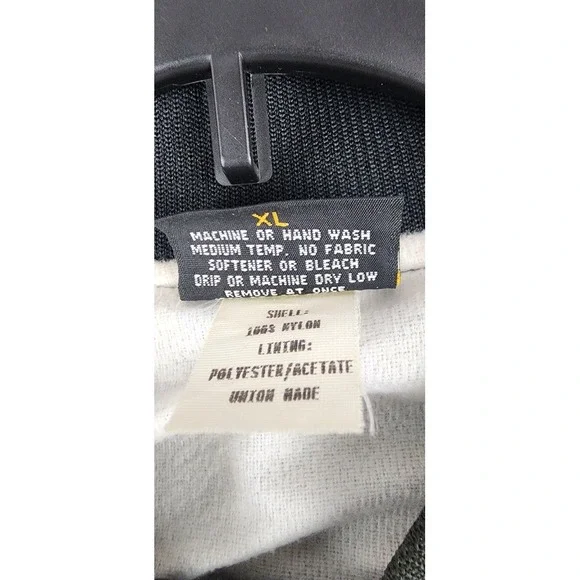 XL
MACHINE OR HAND WASH
MEDIUM TEMP. NO FABRIC
SOFTENER OR BLEACH
DRIP OR MACHINE DRY LOW
REMOVE AT ONCE
SHELL:
100% NYLON
LINING:
POLYESTER/ACETATE
UNION MADE